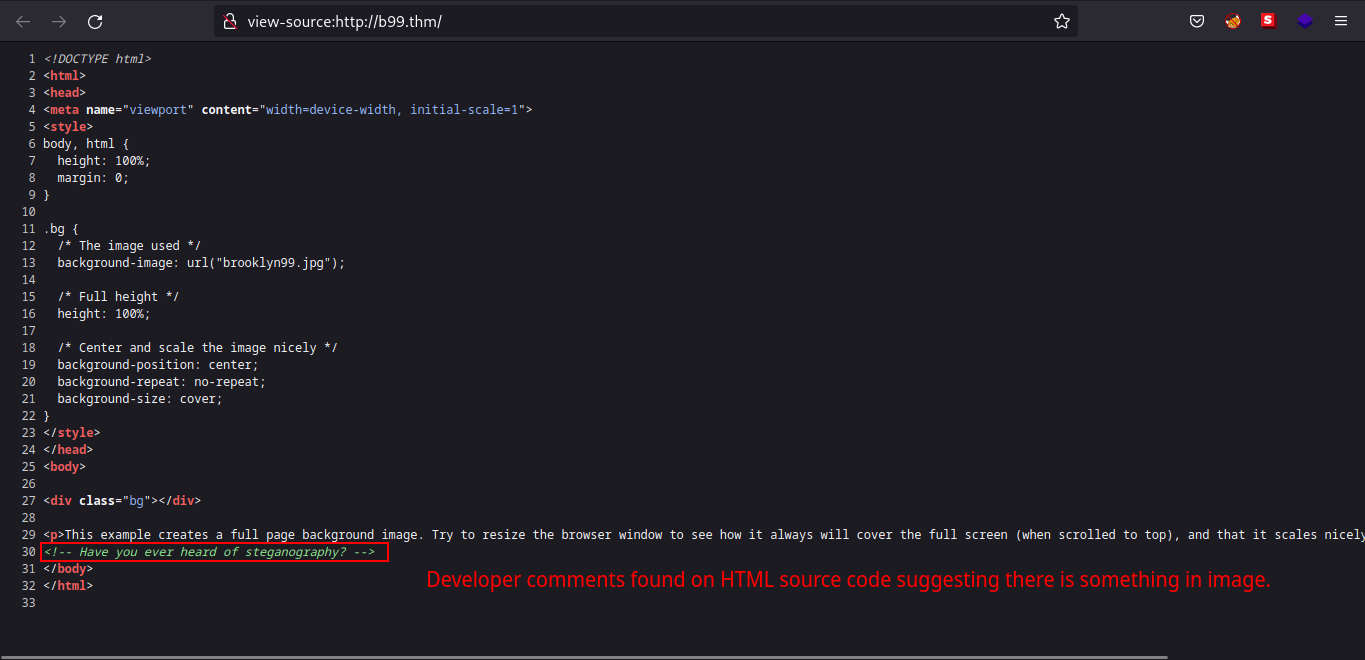 view-source:http://b99.thm/
S
1 <!DOCTYPE html>
2 <html>
3 <head>
4 <meta name="viewport" content="width=device-width, initial-scale=1">
5 <style>
6 body, html {
7   height: 100%;
8   margin: 0;
9 }
10
11 .bg {
12   /* The image used */
13   background-image: url("brooklyn99.jpg");
14
15   /* Full height */
16   height: 100%;
17
18   /* Center and scale the image nicely */
19   background-position: center;
20   background-repeat: no-repeat;
21   background-size: cover;
22 }
23 </style>
24 </head>
25 <body>
26
27 <div class="bg"></div>
28
29 <p>This example creates a full page background image. Try to resize the browser window to see how it always will cover the full screen (when scrolled to top), and that it scales nicely
30 <!-- Have you ever heard of steganography? -->
31 </body>
Developer comments found on HTML source code suggesting there is something in image.
32 </html>
33